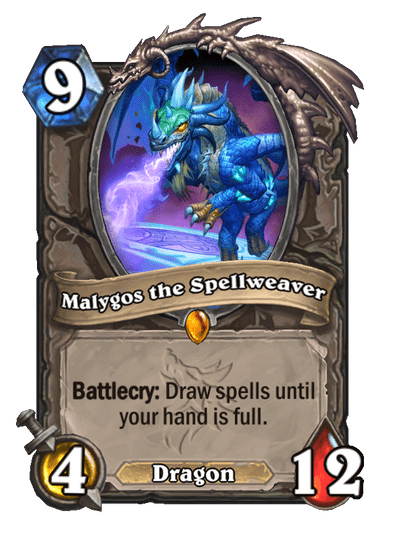 9
Malygos the Spellweaver
Battlecry: Draw spells until
your hand is full.
4
Dragon
12